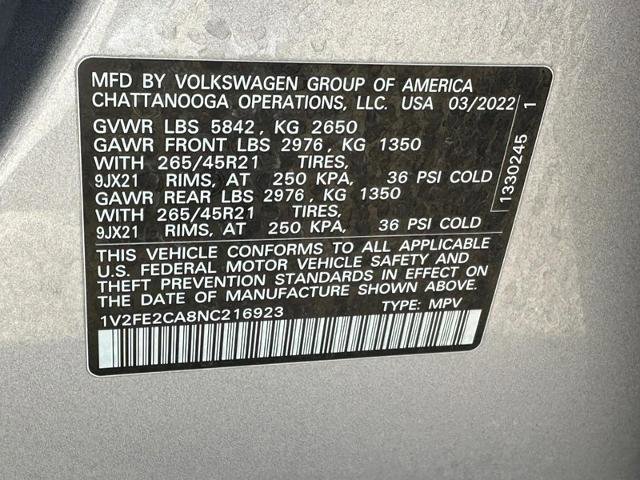 MFD BY VOLKSWAGEN GROUP OF AMERICA
CHATTANOOGA OPERATIONS, LLC. USA 03/2022
GVWR LBS 5842, KG 2650
GAWR FRONT LBS 2976, KG 1350
WITH 265/45R21 TIRES,
9JX21 RIMS, AT 250 KPA, 36 PSI COLD
GAWR REAR LBS 2976, KG 1350
WITH 265/45R21 TIRES,
9JX21 RIMS, AT 250 KPA, 36 PSI COLD
THIS VEHICLE CONFORMS TO ALL APPLICABLE
U.S. FEDERAL MOTOR VEHICLE SAFETY AND
THEFT PREVENTION STANDARDS IN EFFECT ON
THE DATE OF MANUFACTURE SHOWN ABOVE.
1V2FE2CA8NC216923 TYPE: MPV
1330245 1